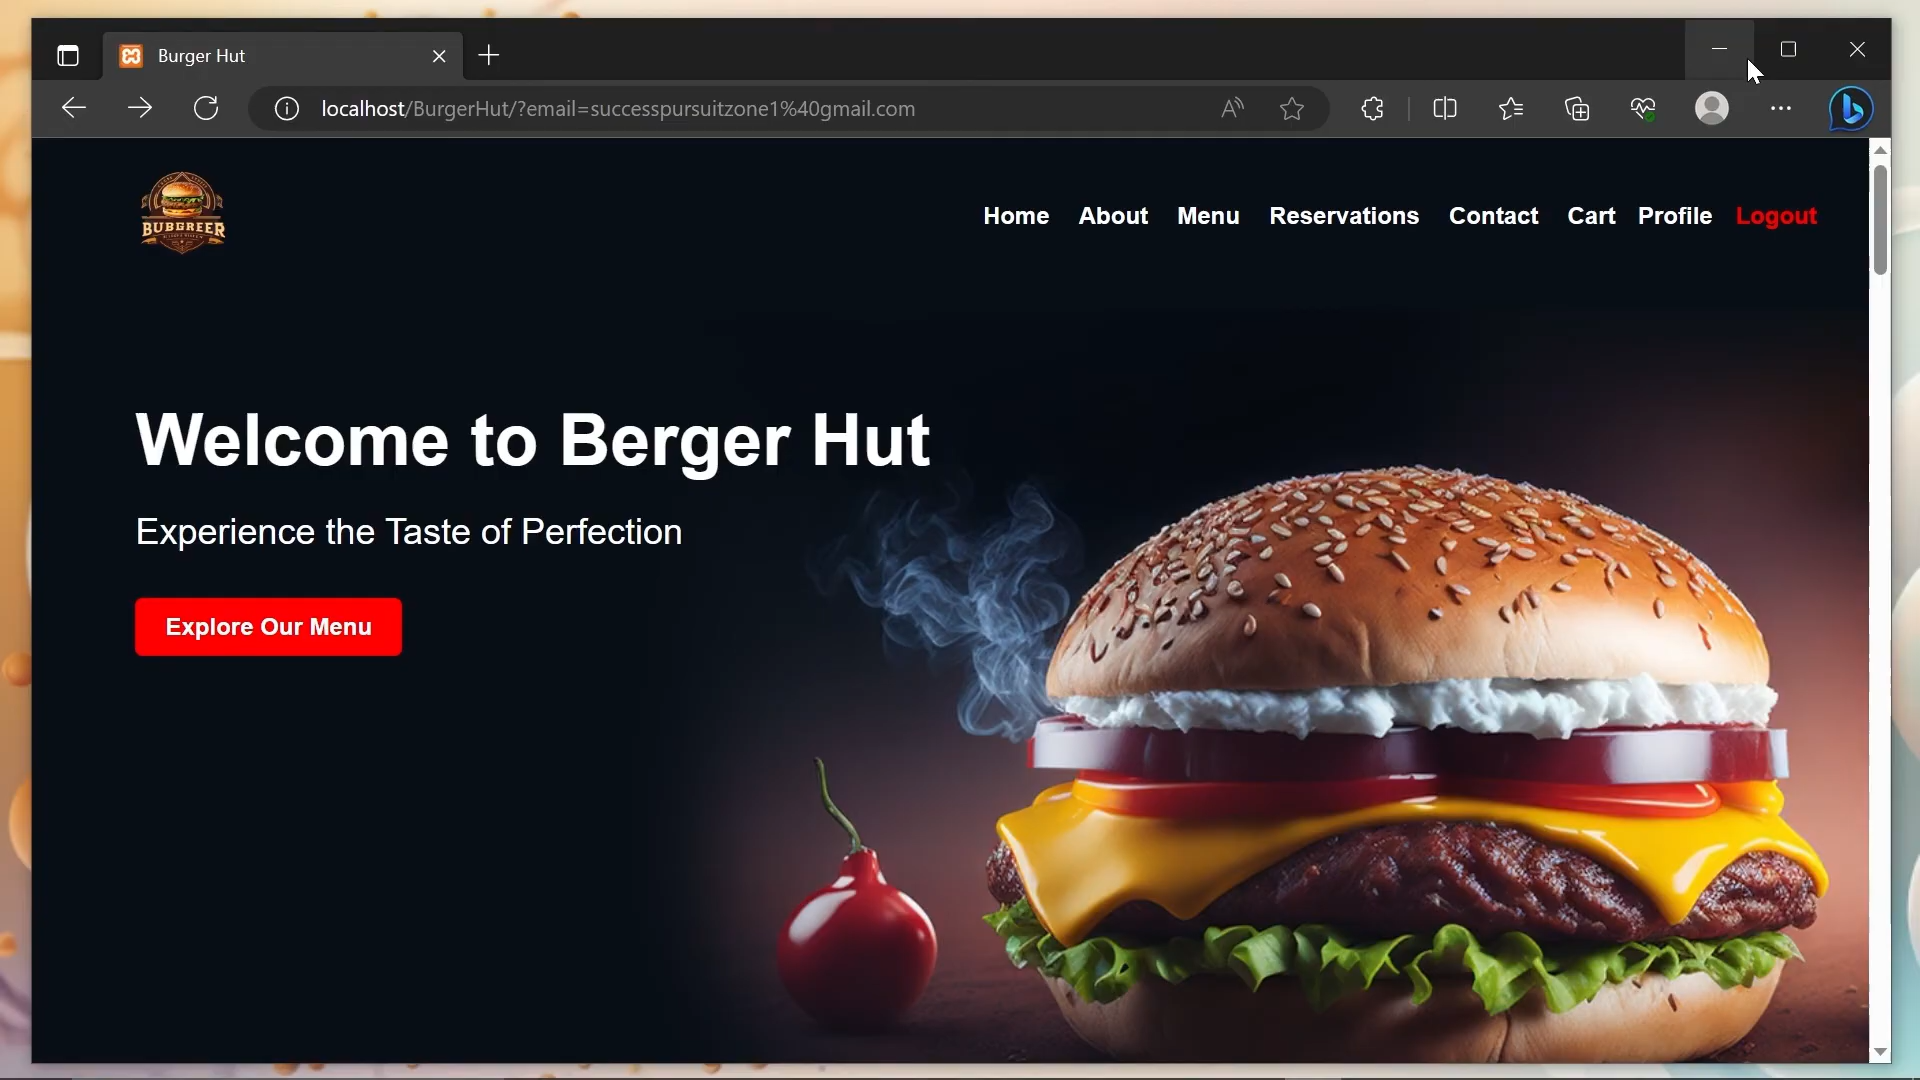 Burger Hut
localhost/BurgerHut/?email=successpursuitzone1%40gmail.com
BUBGREER
Home About Menu Reservations Contact Cart Profile Logout
Welcome to Berger Hut
Experience the Taste of Perfection
Explore Our Menu